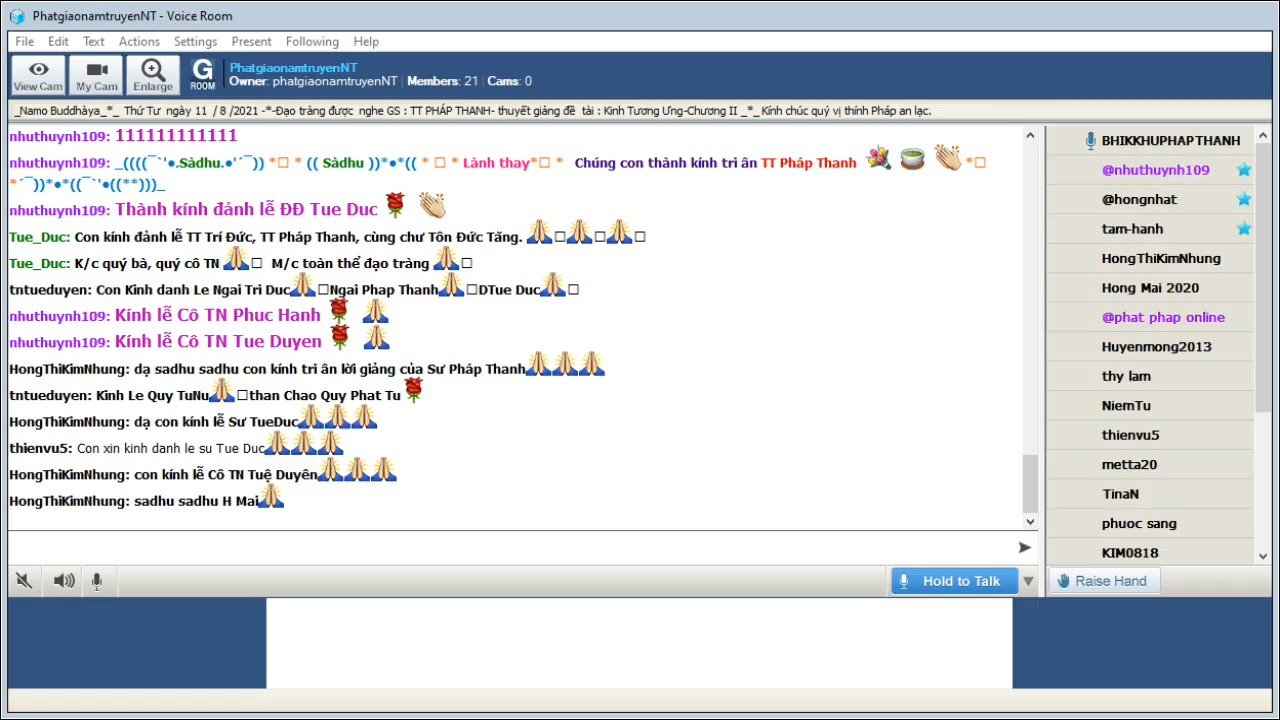 PhatgiaonamtruyenNT - Voice Room
File Edit Text Actions Settings Present Following Help
View Cam My Cam Enlarge G ROOM
PhatgiaonamtruyenNT
Owner: phatgiaonamtruyenNT | Members: 21 | Cams: 0
_Namo Buddhàya_*_ Thứ Tư ngày 11 / 8 /2021 -*-Đạo tràng được nghe GS : TT PHÁP THANH- thuyết giảng đề tài : Kinh Tương Ưng-Chương II _*_ Kính chúc quý vị thính Pháp an lạc.
nhuthuynh109: 111111111111
nhuthuynh109: _((((¯`'●.Sàdhu.●'´¯)) *□ * (( Sàdhu ))*●*(( * □ * Lành thay*□ * Chúng con thành kính tri ân TT Pháp Thanh *□
*´¯))*●*((¯`'●((**)))_
nhuthuynh109: Thành kính đảnh lễ ĐĐ Tue Duc 🌹 👏
Tue_Duc: Con kính đảnh lễ TT Trí Đức, TT Pháp Thanh, cùng chư Tôn Đức Tăng. 🙏□🙏□🙏□
Tue_Duc: K/c quý bà, quý cô TN 🙏□ M/c toàn thể đạo tràng 🙏□
tntueduyen: Con Kinh danh Le Ngai Tri Duc🙏□Ngai Phap Thanh🙏□DTue Duc🙏□
nhuthuynh109: Kính lễ Cô TN Phuc Hanh 🌹 🙏
nhuthuynh109: Kính lễ Cô TN Tue Duyen 🌹 🙏
HongThiKimNhung: dạ sadhu sadhu con kính tri ân lời giảng của Sư Pháp Thanh🙏🙏🙏
tntueduyen: Kinh Le Quy TuNu🙏□than Chao Quy Phat Tu 🌹
HongThiKimNhung: dạ con kính lễ Sư TueDuc🙏🙏🙏
thienvu5: Con xin kinh danh le su Tue Duc🙏🙏🙏
HongThiKimNhung: con kính lễ Cô TN Tuệ Duyên🙏🙏🙏
HongThiKimNhung: sadhu sadhu H Mai🙏
Hold to Talk
BHIKKHUPHAPTHANH
@nhuthuynh109
@hongnhat
tam-hanh
HongThiKimNhung
Hong Mai 2020
@phat phap online
Huyenmong2013
thy lam
NiemTu
thienvu5
metta20
TinaN
phuoc sang
KIM0818
Raise Hand